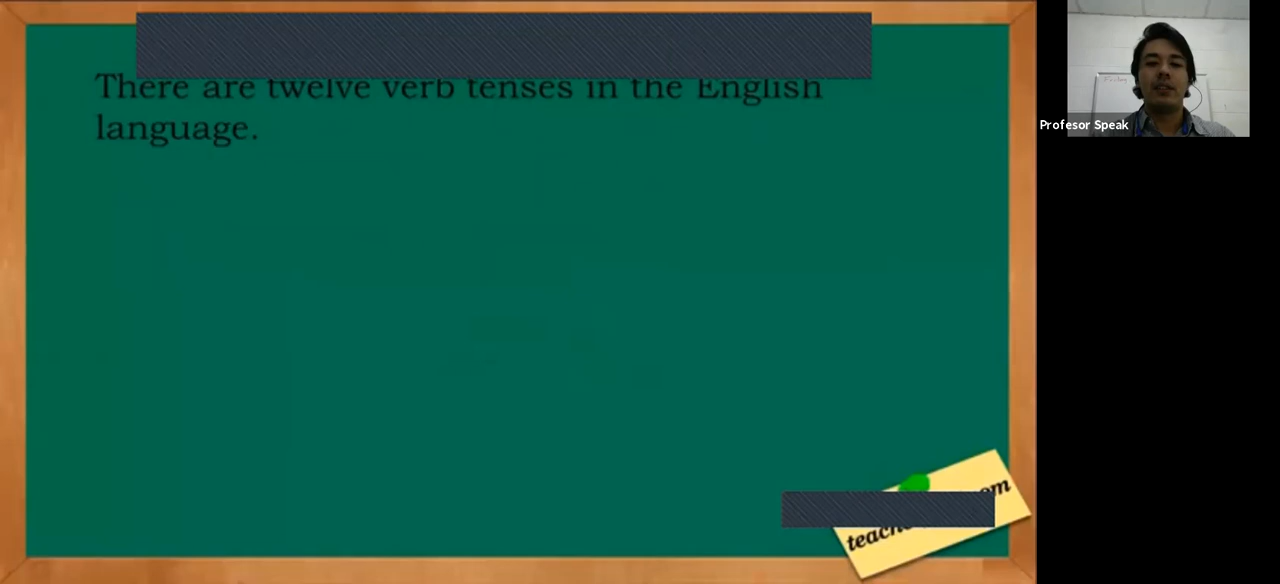 There are twelve verb tenses in the English
language.
Profesor Speak